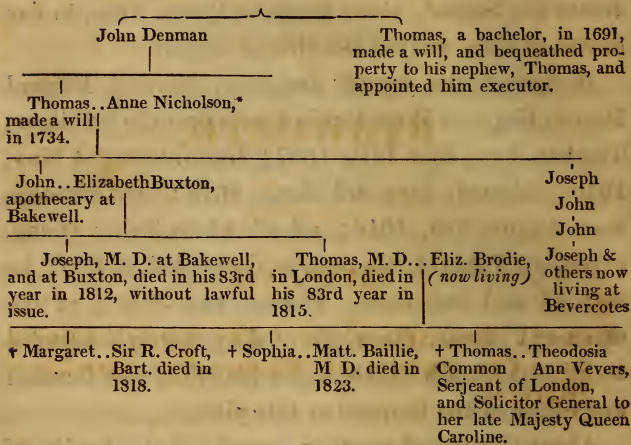 John Denman
Thomas, a bachelor, in 1691,
made a will, and bequeathed pro-
perty to his nephew, Thomas, and
appointed him executor.
Thomas..Anne Nicholson,*
made a will
in 1734.
John..Elizabeth Buxton,
apothecary at
Bakewell.
Joseph
John
John
Joseph &
others now
living at
Bevercotes
Joseph, M. D. at Bakewell,
and at Buxton, died in his 83rd
year in 1812, without lawful
issue.
Thomas, M. D...Eliz. Brodie,
in London, died in (now living)
his 83rd year in
1815.
† Margaret..Sir R. Croft,
Bart. died in
1818.
† Sophia..Matt. Baillie,
M D. died in
1823.
† Thomas..Theodosia
Common Ann Vevers,
Serjeant of London,
and Solicitor General to
her late Majesty Queen
Caroline.